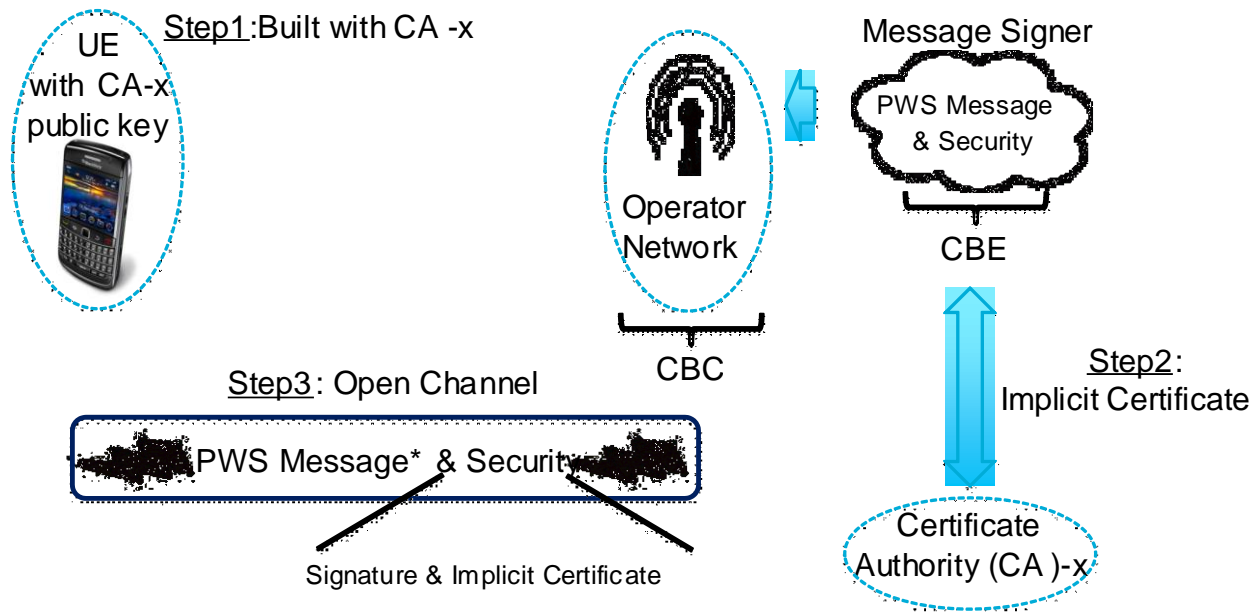 Step1:Built with CA -x
UE
with CA-x
public key
Message Signer
PWS Message
& Security
Operator
Network
CBE
CBC
Step2:
Implicit Certificate
Step3: Open Channel
PWS Message* & Security
Signature & Implicit Certificate
Certificate
Authority (CA )-x